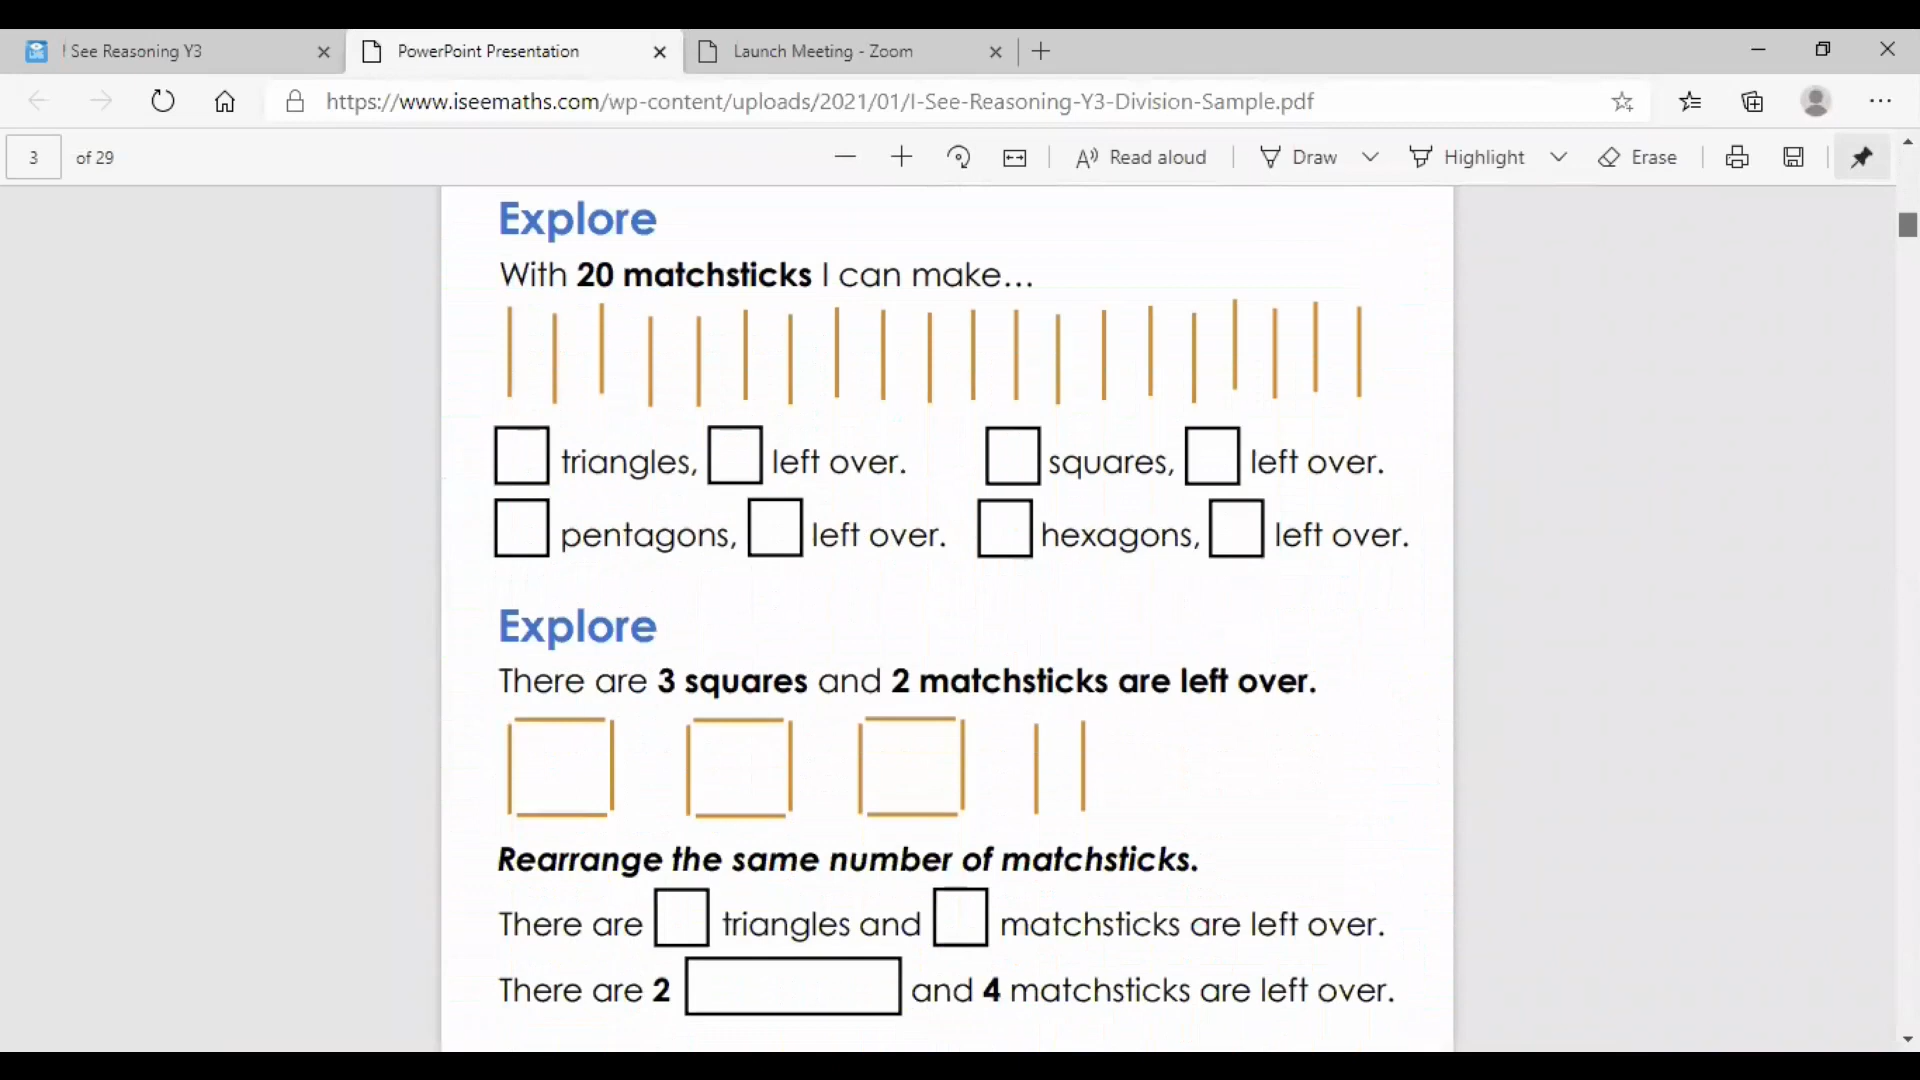 I See Reasoning Y3
PowerPoint Presentation
Launch Meeting - Zoom
https://www.iseemaths.com/wp-content/uploads/2021/01/I-See-Reasoning-Y3-Division-Sample.pdf
3 of 29
Read aloud
Draw
Highlight
Erase
Explore
With 20 matchsticks I can make…
triangles, left over. squares, left over.
pentagons, left over. hexagons, left over.
Explore
There are 3 squares and 2 matchsticks are left over.
Rearrange the same number of matchsticks.
There are triangles and matchsticks are left over.
There are 2 and 4 matchsticks are left over.